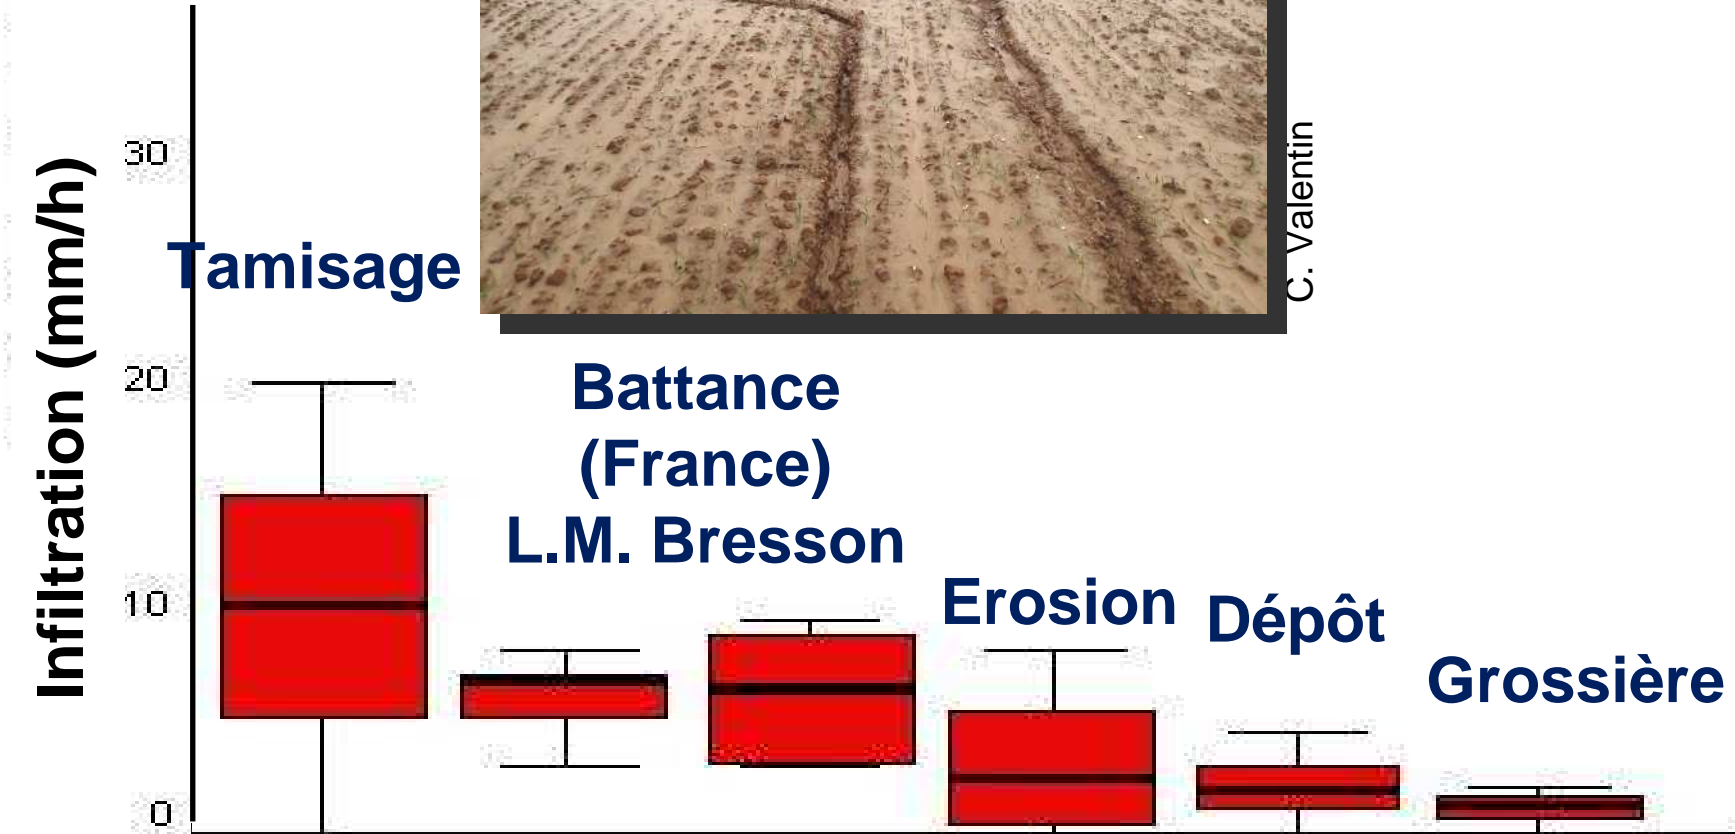 Infiltration (mm/h)
30
20
10
0
Tamisage
C. Valentin
Battance
(France)
L.M. Bresson
Erosion
Dépôt
Grossière